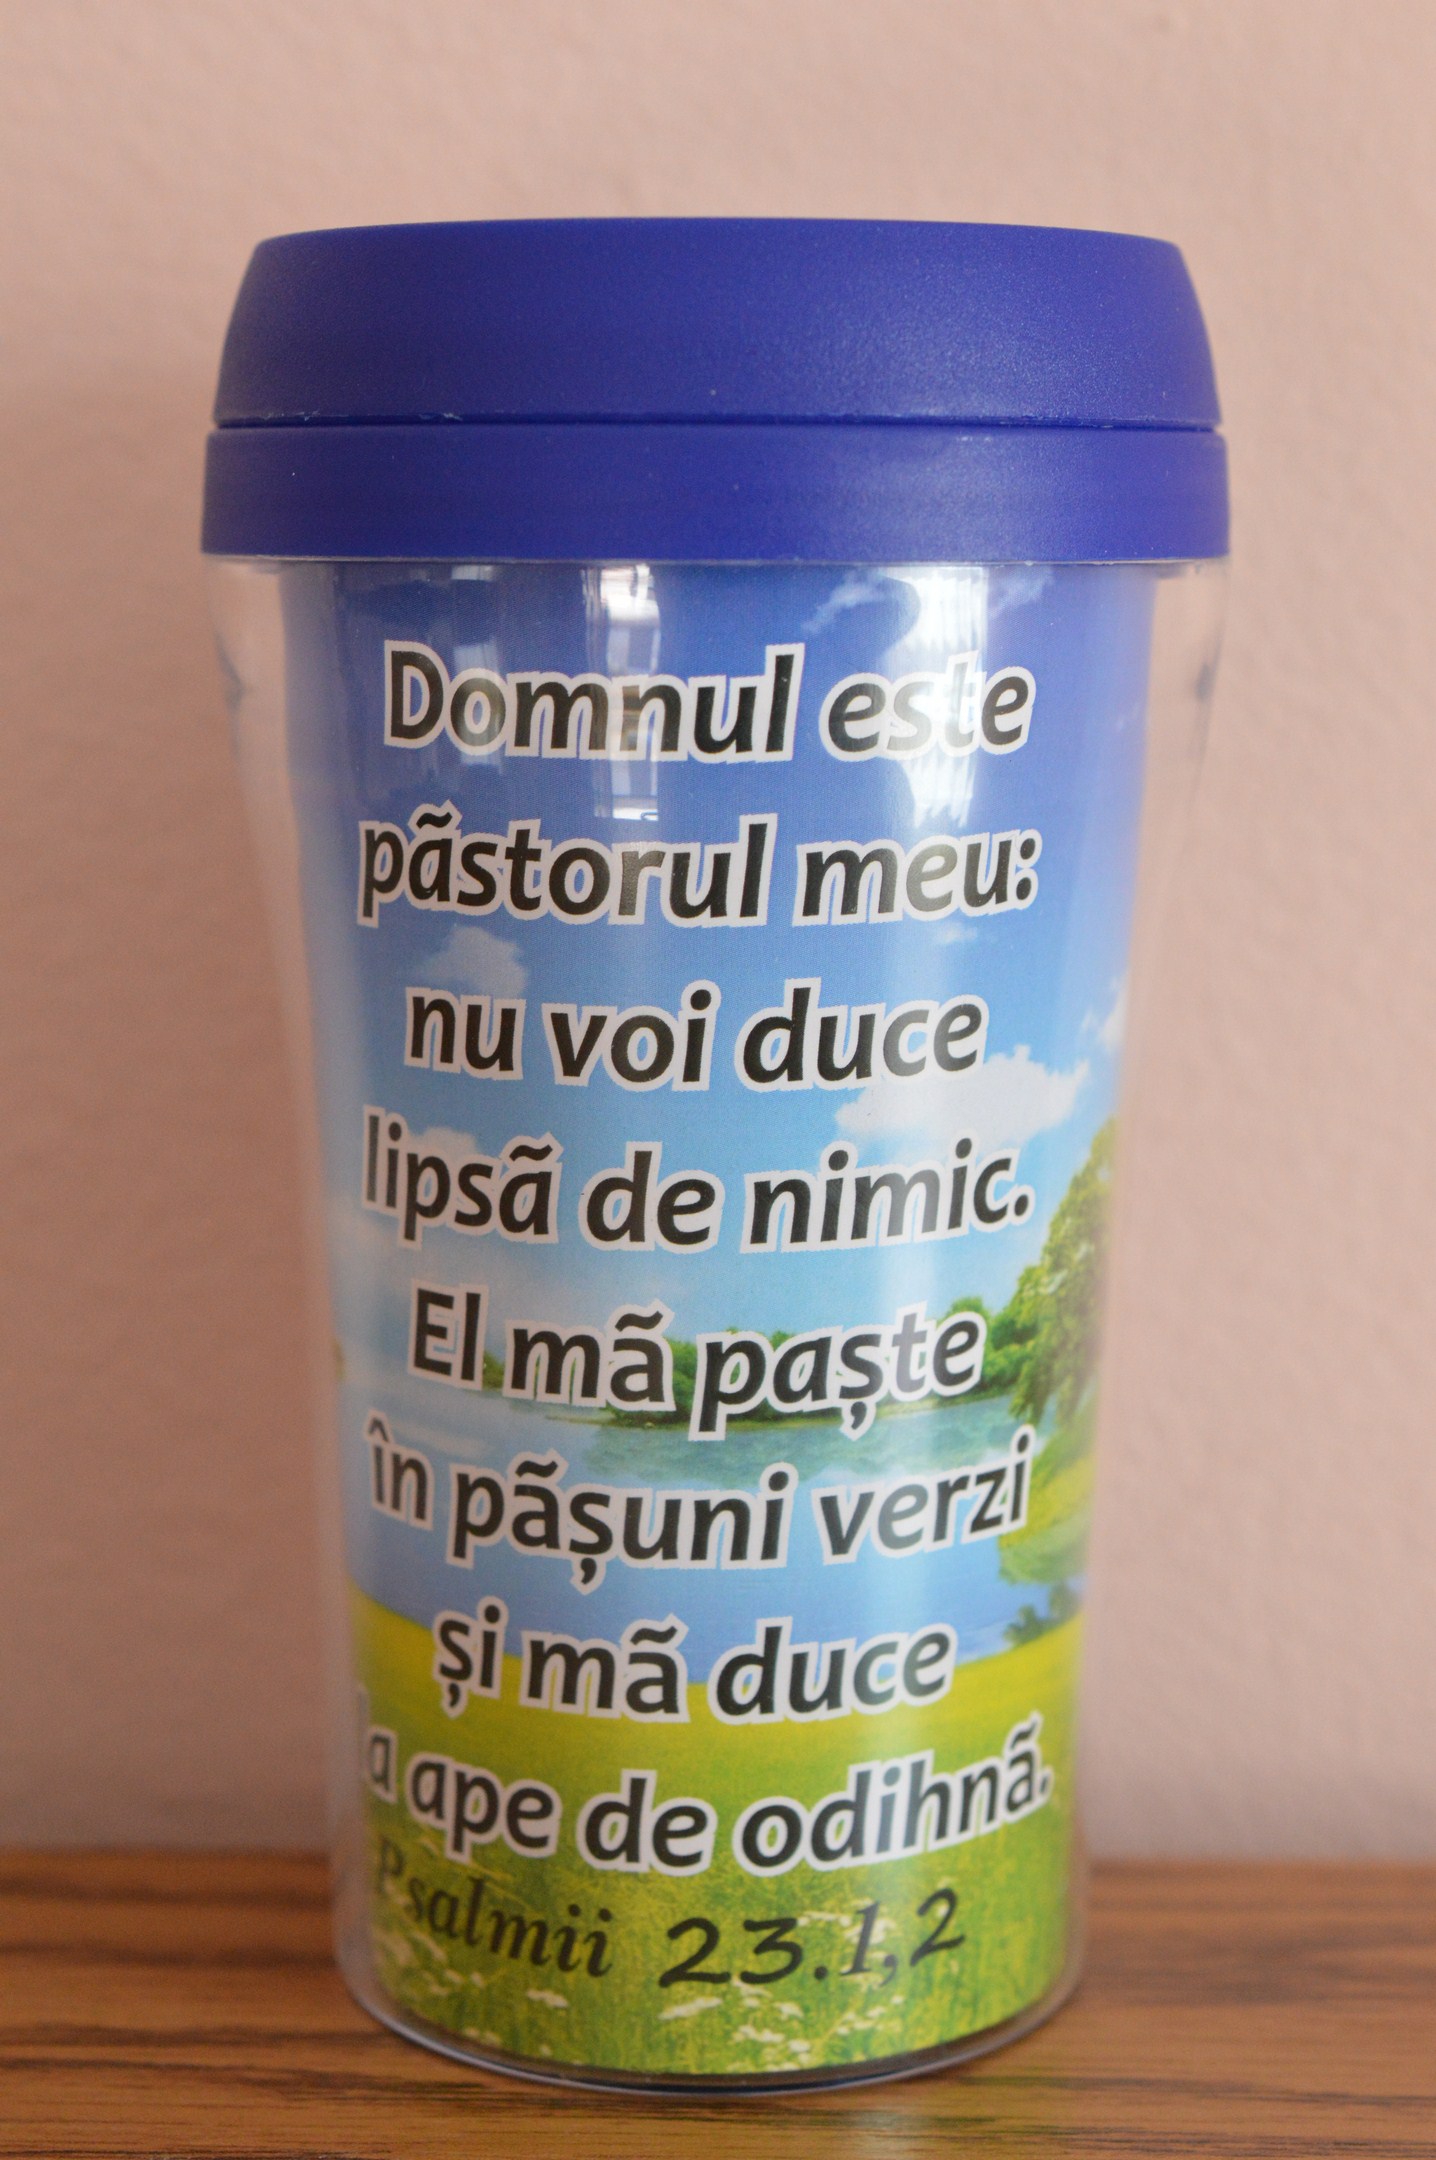 Domnul este
pãstorul meu:
nu voi duce
lipsã de nimic.
El mã paște
în pãșuni verzi
și mã duce
la ape de odihnã.
Psalmii 23.1,2